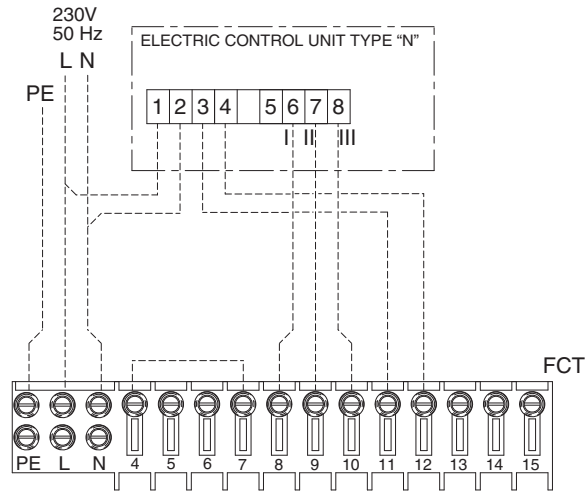 230V
50 Hz
L N
PE
ELECTRIC CONTROL UNIT TYPE “N”
1 2 3 4 5 6 7 8
I II III
FCT
PE L N 4 5 6 7 8 9 10 11 12 13 14 15